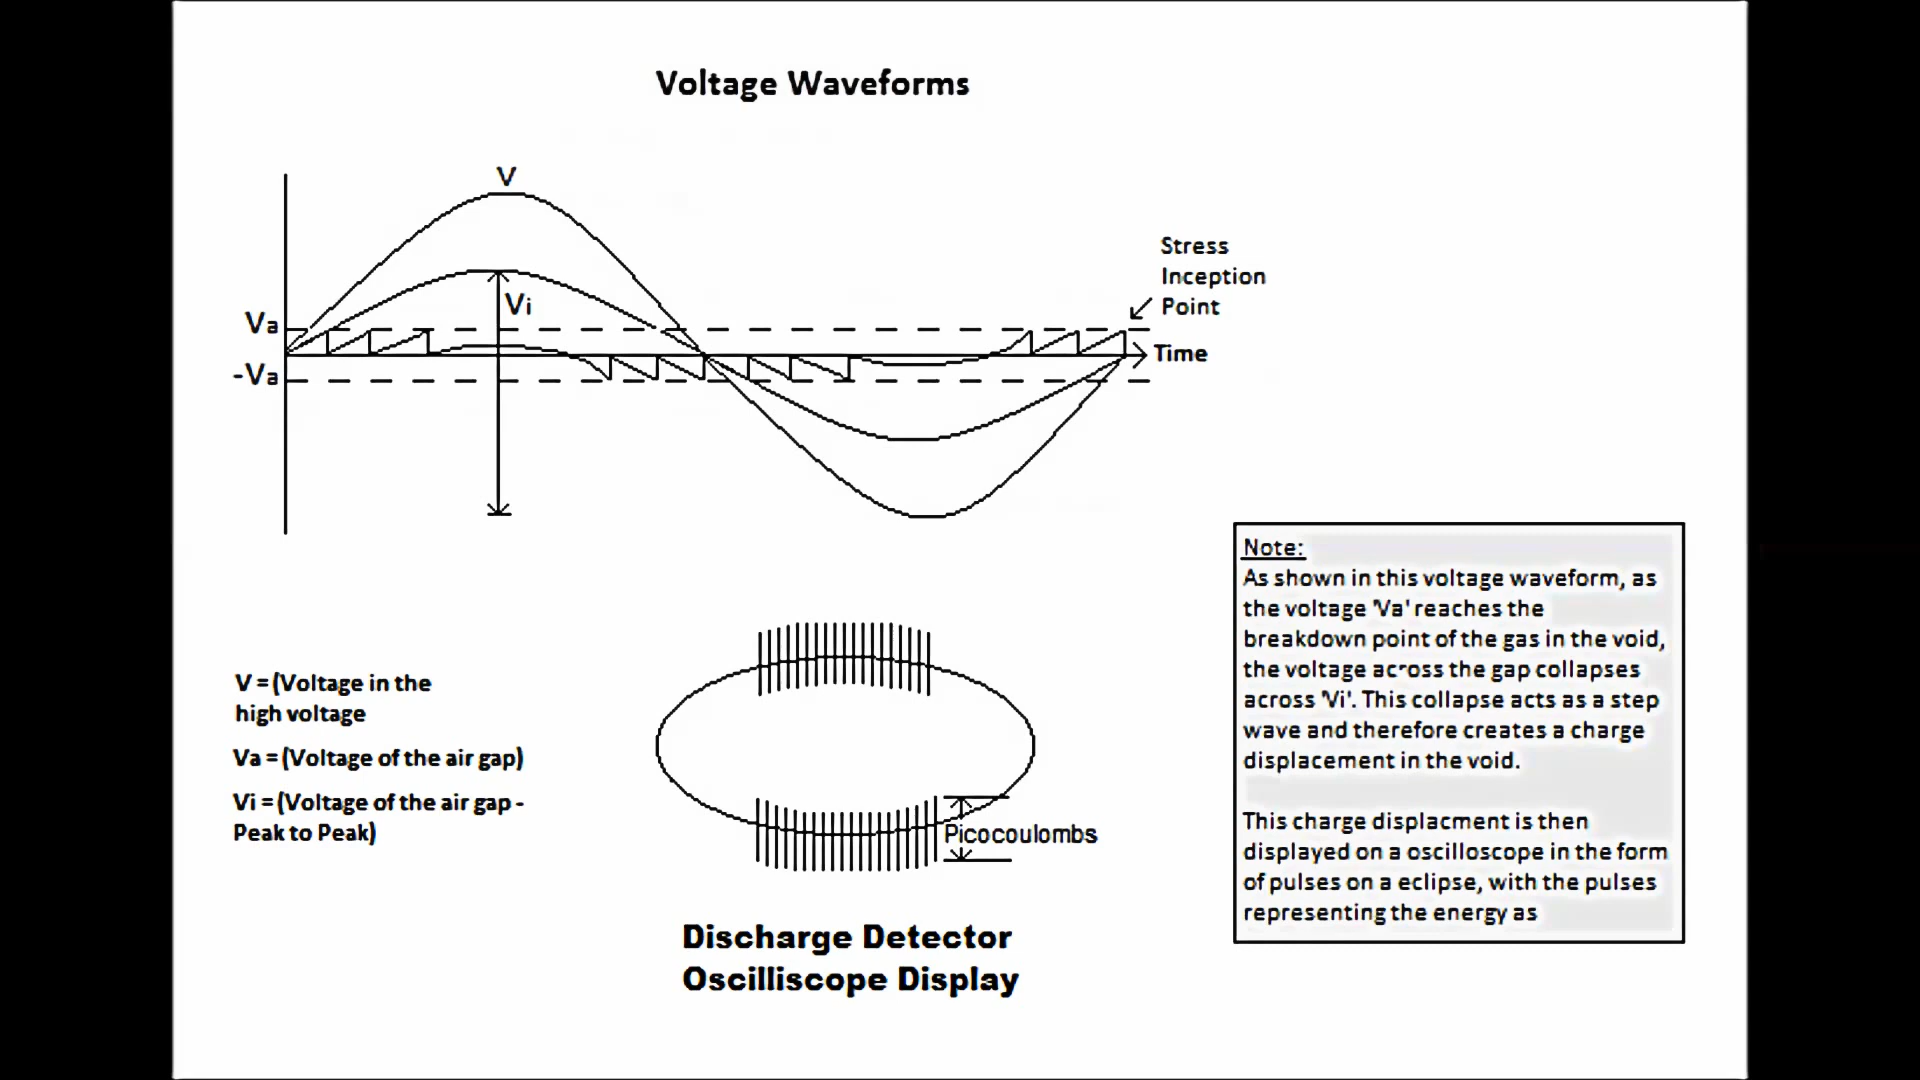 Voltage Waveforms
V
Vi
Va
-Va
Stress
Inception
Point
Time
V = (Voltage in the
high voltage
Va = (Voltage of the air gap)
Vi = (Voltage of the air gap -
Peak to Peak)
Picocoulombs
Discharge Detector
Oscilliscope Display
Note:
As shown in this voltage waveform, as
the voltage 'Va' reaches the
breakdown point of the gas in the void,
the voltage across the gap collapses
across 'Vi'. This collapse acts as a step
wave and therefore creates a charge
displacement in the void.
This charge displacment is then
displayed on a oscilloscope in the form
of pulses on a eclipse, with the pulses
representing the energy as